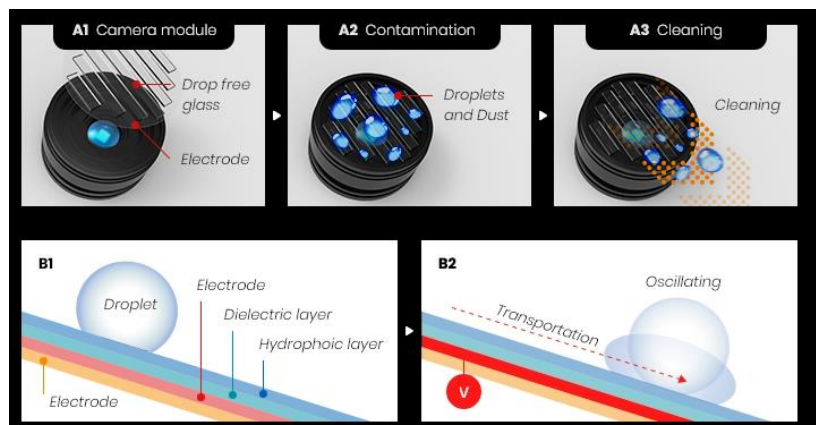 A1 Camera module
A2 Contamination
A3 Cleaning
Drop free
glass
Electrode
Droplets
and Dust
Cleaning
B1
Droplet
Electrode
Dielectric layer
Hydrophoic layer
Electrode
B2
Oscillating
Transportation
V